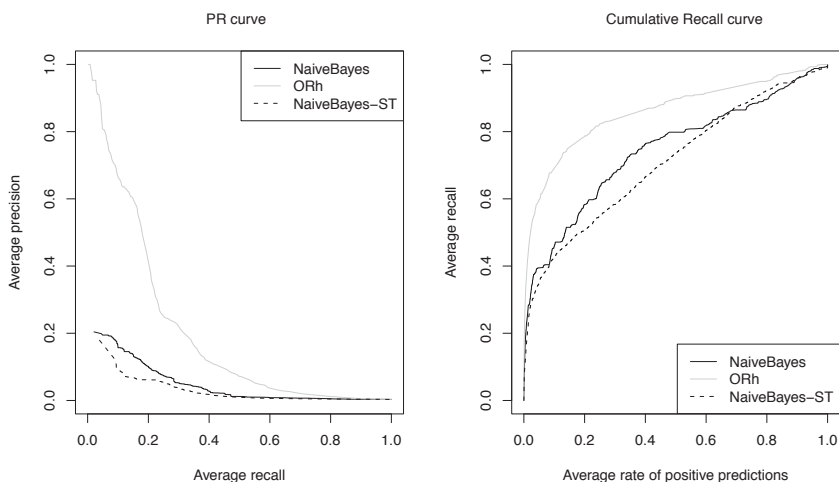 PR curve
Average precision
1.0
0.8
0.6
0.4
0.2
0.0
0.0 0.2 0.4 0.6 0.8 1.0
Average recall
NaiveBayes
ORh
NaiveBayes-ST
Cumulative Recall curve
Average recall
1.0
0.8
0.6
0.4
0.2
0.0
0.0 0.2 0.4 0.6 0.8 1.0
Average rate of positive predictions
NaiveBayes
ORh
NaiveBayes-ST